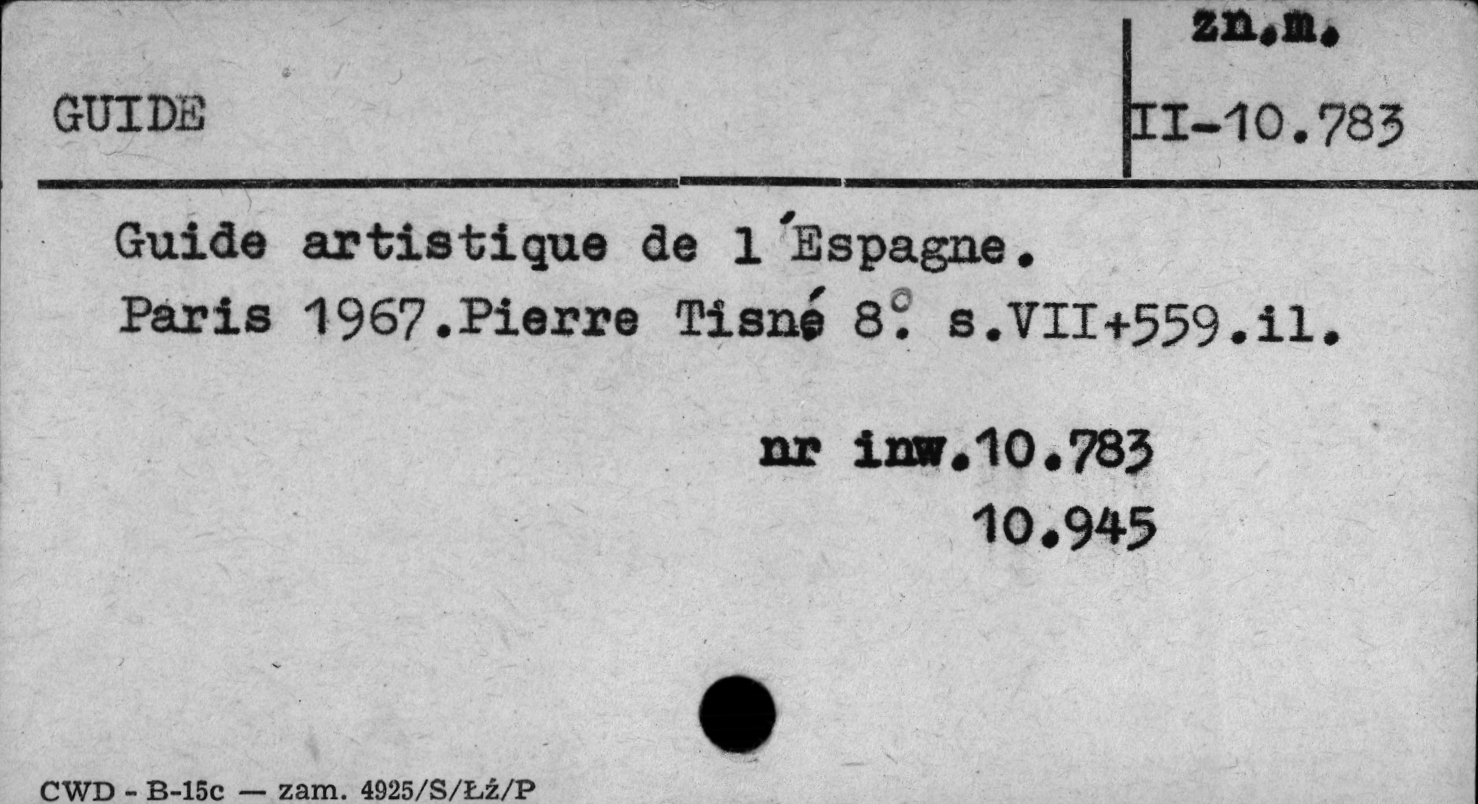 zn.m.
GUIDE
II-10.783
Guide artistique de l´Espagne.
Paris 1967.Pierre Tisné 8°. s.VII+559.il.
nr inw.10.783
10.945
CWD - B-15c — zam. 4925/S/Łź/P